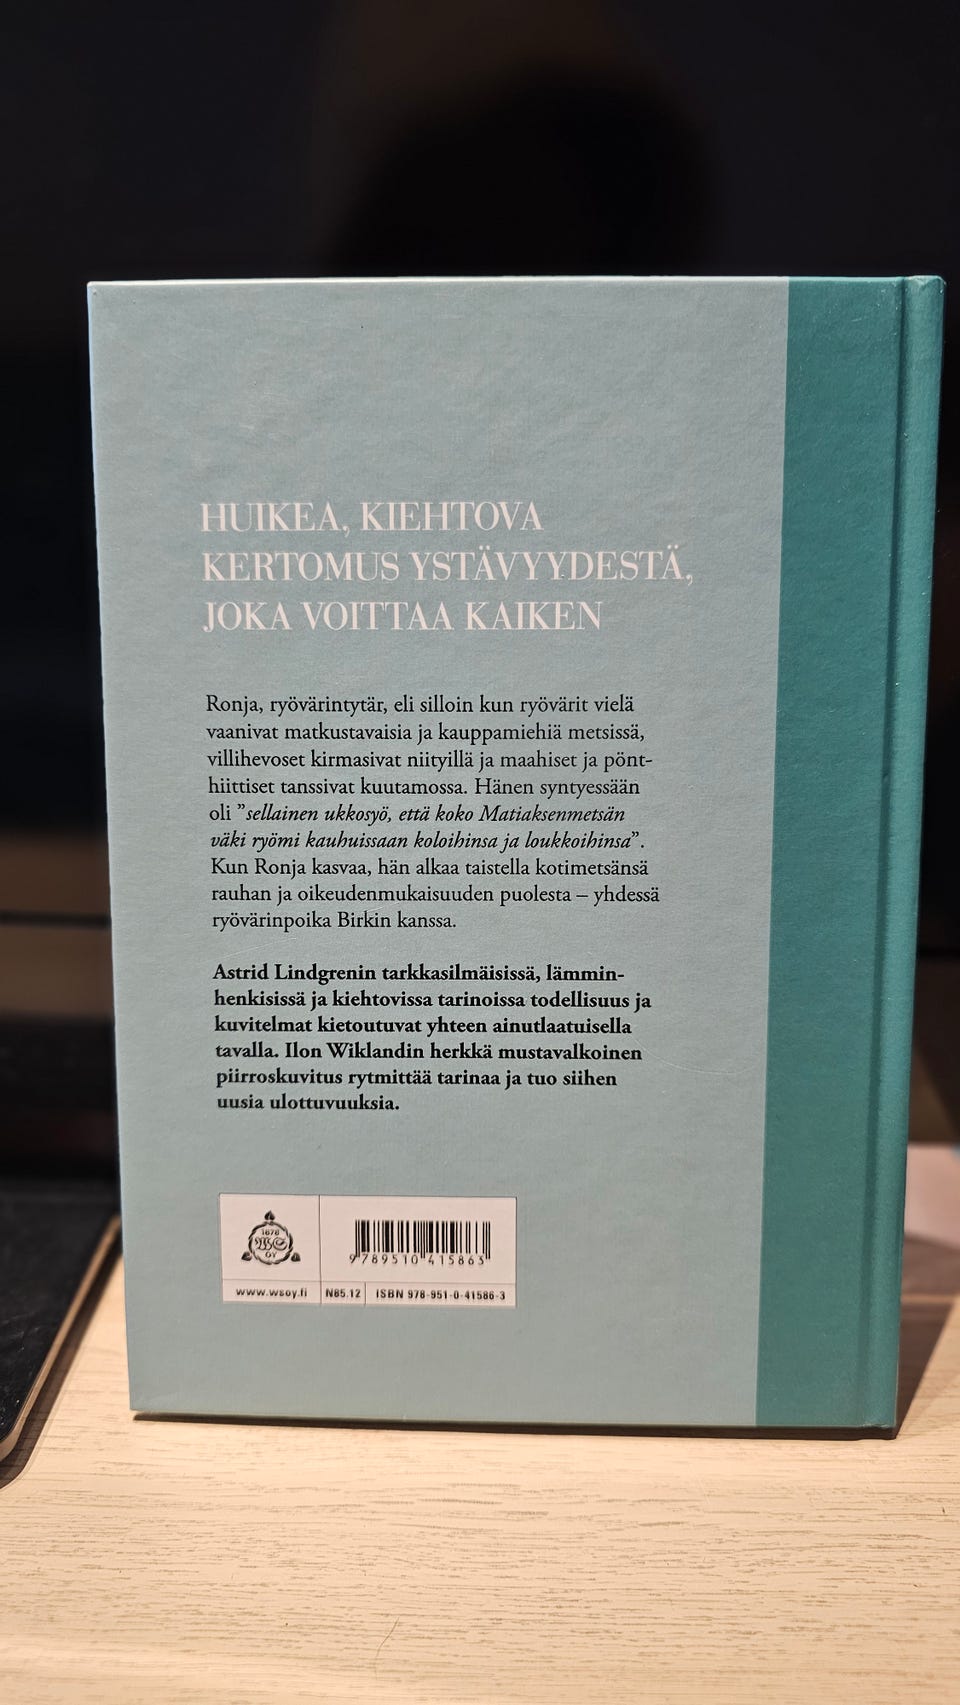 HUIKEA, KIEHTOVA
KERTOMUS YSTÄVYYDESTÄ,
JOKA VOITTAA KAIKEN
Ronja, ryövärintytär, eli silloin kun ryövärit vielä
vaanivat matkustavaisia ja kauppamiehiä metsissä,
villihevoset kirmasivat niityillä ja maahiset ja pönt-
hiittiset tanssivat kuutamossa. Hänen syntyessään
oli ”sellainen ukkosyö, että koko Matiaksenmetsän
väki ryömi kauhuissaan koloihinsa ja loukkoihinsa”.
Kun Ronja kasvaa, hän alkaa taistella kotimetsänsä
rauhan ja oikeudenmukaisuuden puolesta – yhdessä
ryövärinpoika Birkin kanssa.
Astrid Lindgrenin tarkkasilmäisissä, lämmin-
henkisissä ja kiehtovissa tarinoissa todellisuus ja
kuvitelmat kietoutuvat yhteen ainutlaatuisella
tavalla. Ilon Wiklandin herkkä mustavalkoinen
piirroskuvitus rytmittää tarinaa ja tuo siihen
uusia ulottuvuuksia.
1878
WS
OY
9 789510 415863
www.wsoy.fi N85.12 ISBN 978-951-0-41586-3